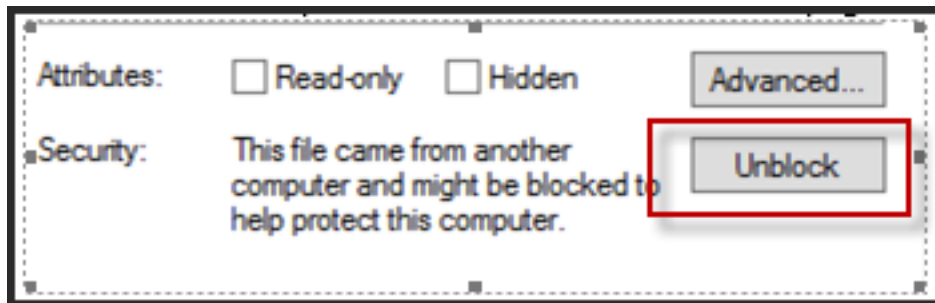 Attributes: Read-only Hidden Advanced...
Security: This file came from another Unblock
computer and might be blocked to
help protect this computer.